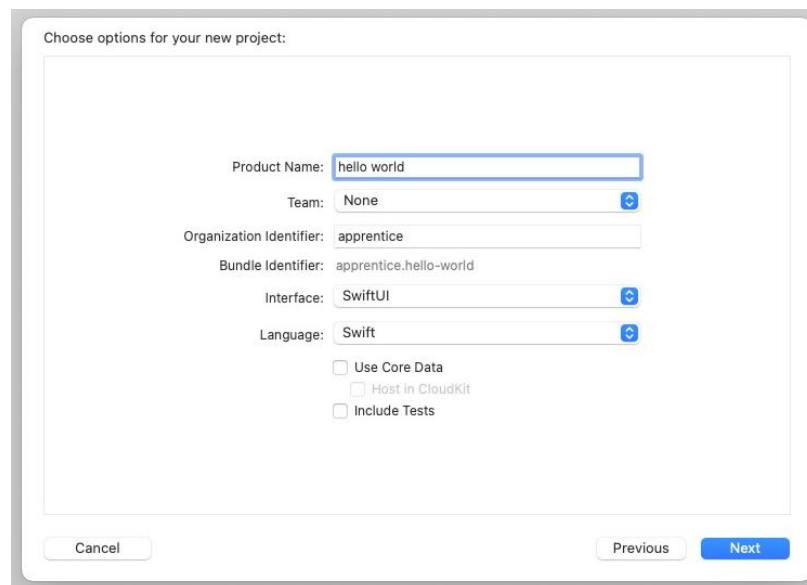 Choose options for your new project:
Product Name: hello world
Team: None
Organization Identifier: apprentice
Bundle Identifier: apprentice.hello-world
Interface: SwiftUI
Language: Swift
Use Core Data
Host in CloudKit
Include Tests
Cancel Previous Next